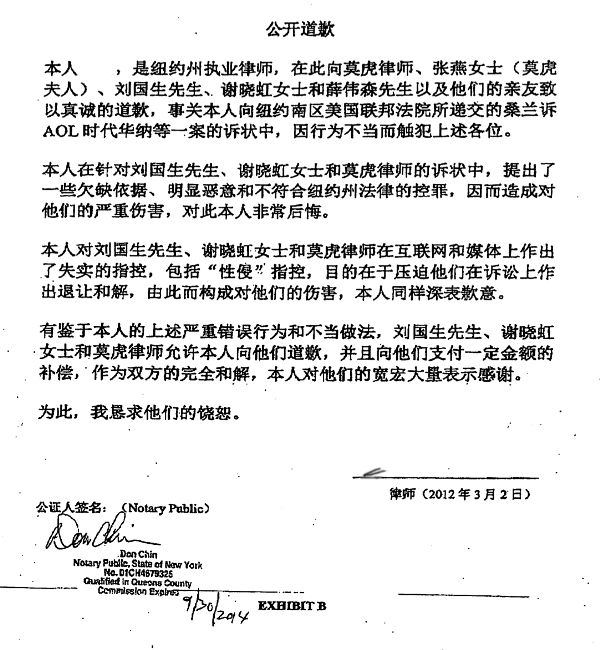 公开道歉
本人　　，是纽约州执业律师，在此向莫虎律师、张燕女士（莫虎
夫人）、刘国生先生、谢晓虹女士和薛伟森先生以及他们的亲友致
以真诚的道歉，事关本人向纽约南区美国联邦法院所递交的桑兰诉
AOL 时代华纳等一案的诉状中，因行为不当而触犯上述各位。
本人在针对刘国生先生、谢晓虹女士和莫虎律师的诉状中，提出了
一些欠缺依据、明显恶意和不符合纽约州法律的控罪，因而造成对
他们的严重伤害，对此本人非常后悔。
本人对刘国生先生、谢晓虹女士和莫虎律师在互联网和媒体上作出
了失实的指控，包括“性侵”指控，目的在于压迫他们在诉讼上作
出退让和解，由此而构成对他们的伤害，本人同样深表歉意。
有鉴于本人的上述严重错误行为和不当做法，刘国生先生、谢晓虹
女士和莫虎律师允许本人向他们道歉，并且向他们支付一定金额的
补偿，作为双方的完全和解，本人对他们的宽宏大量表示感谢。
为此，我恳求他们的饶恕。
律师（2012 年 3 月 2 日）
公证人签名：（Notary Public）
Don Chin
Don Chin
Notary Public, State of New York
No. 01CH4679325
Qualified in Queens County
Commission Expires
9/30/2014
EXHIBIT B